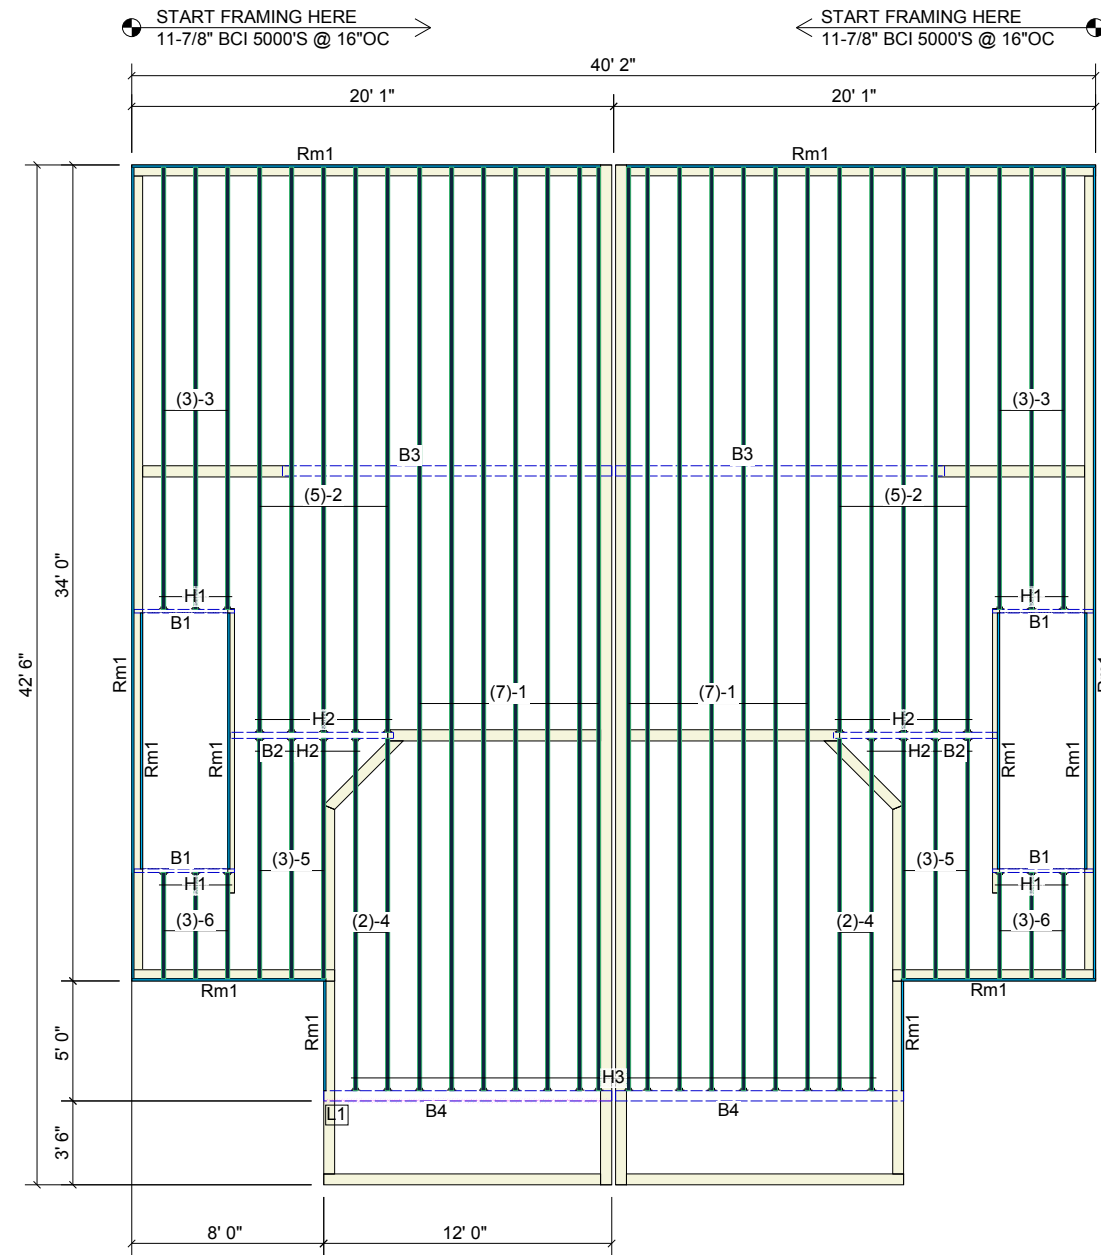 START FRAMING HERE START FRAMING HERE
11-7/8" BCI 5000'S @ 16"OC 11-7/8" BCI 5000'S @ 16"OC
40' 2"
20' 1" 20' 1"
Rm1 Rm1
(3)-3 (3)-3
B3 B3
(5)-2 (5)-2
34' 0"
H1 H1
B1 B1
42' 6"
Rm1
(7)-1 (7)-1
H2 H2
B2 H2 H2 B2
Rm1 Rm1 Rm1 Rm1
B1 (3)-5 (3)-5 B1
H1 H1
(3)-6 (2)-4 (2)-4 (3)-6
Rm1 Rm1
5' 0" Rm1 Rm1
H3
L1 B4 B4
3' 6"
8' 0" 12' 0"